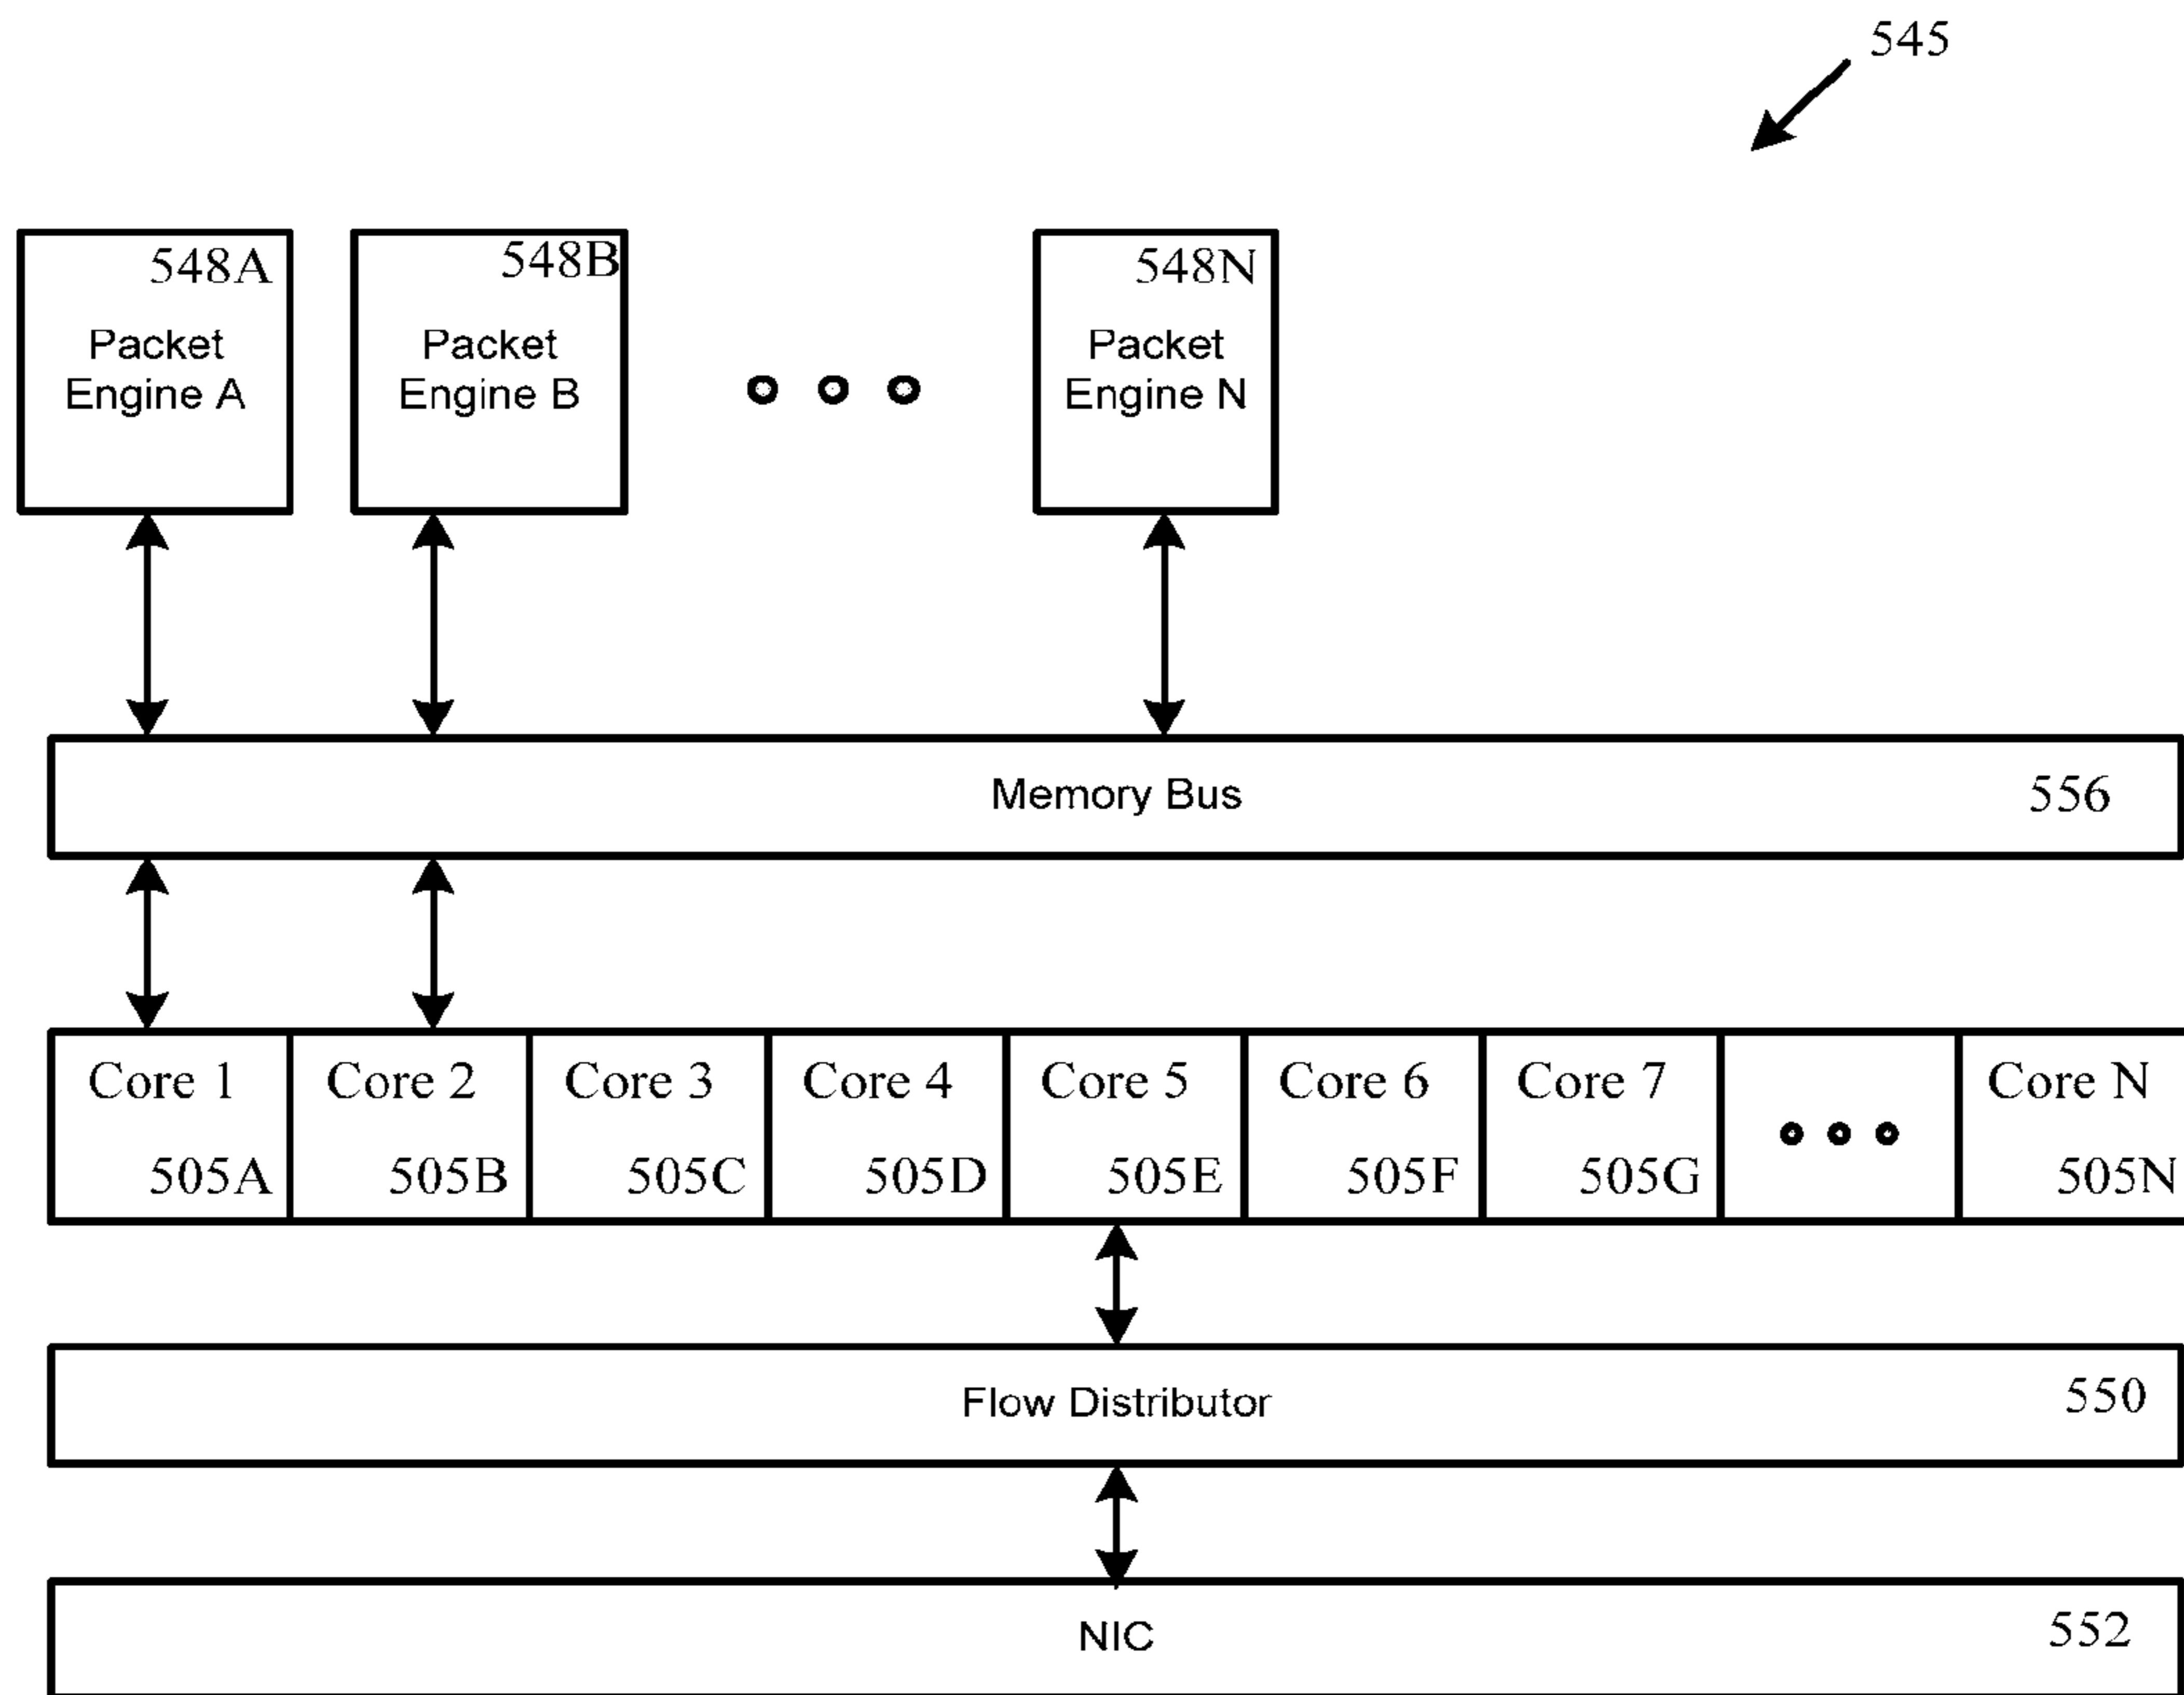 545
548A
Packet
Engine A
548B
Packet
Engine B
548N
Packet
Engine N
Memory Bus
556
Core 1
505A
Core 2
505B
Core 3
505C
Core 4
505D
Core 5
505E
Core 6
505F
Core 7
505G
Core N
505N
Flow Distributor
550
NIC
552